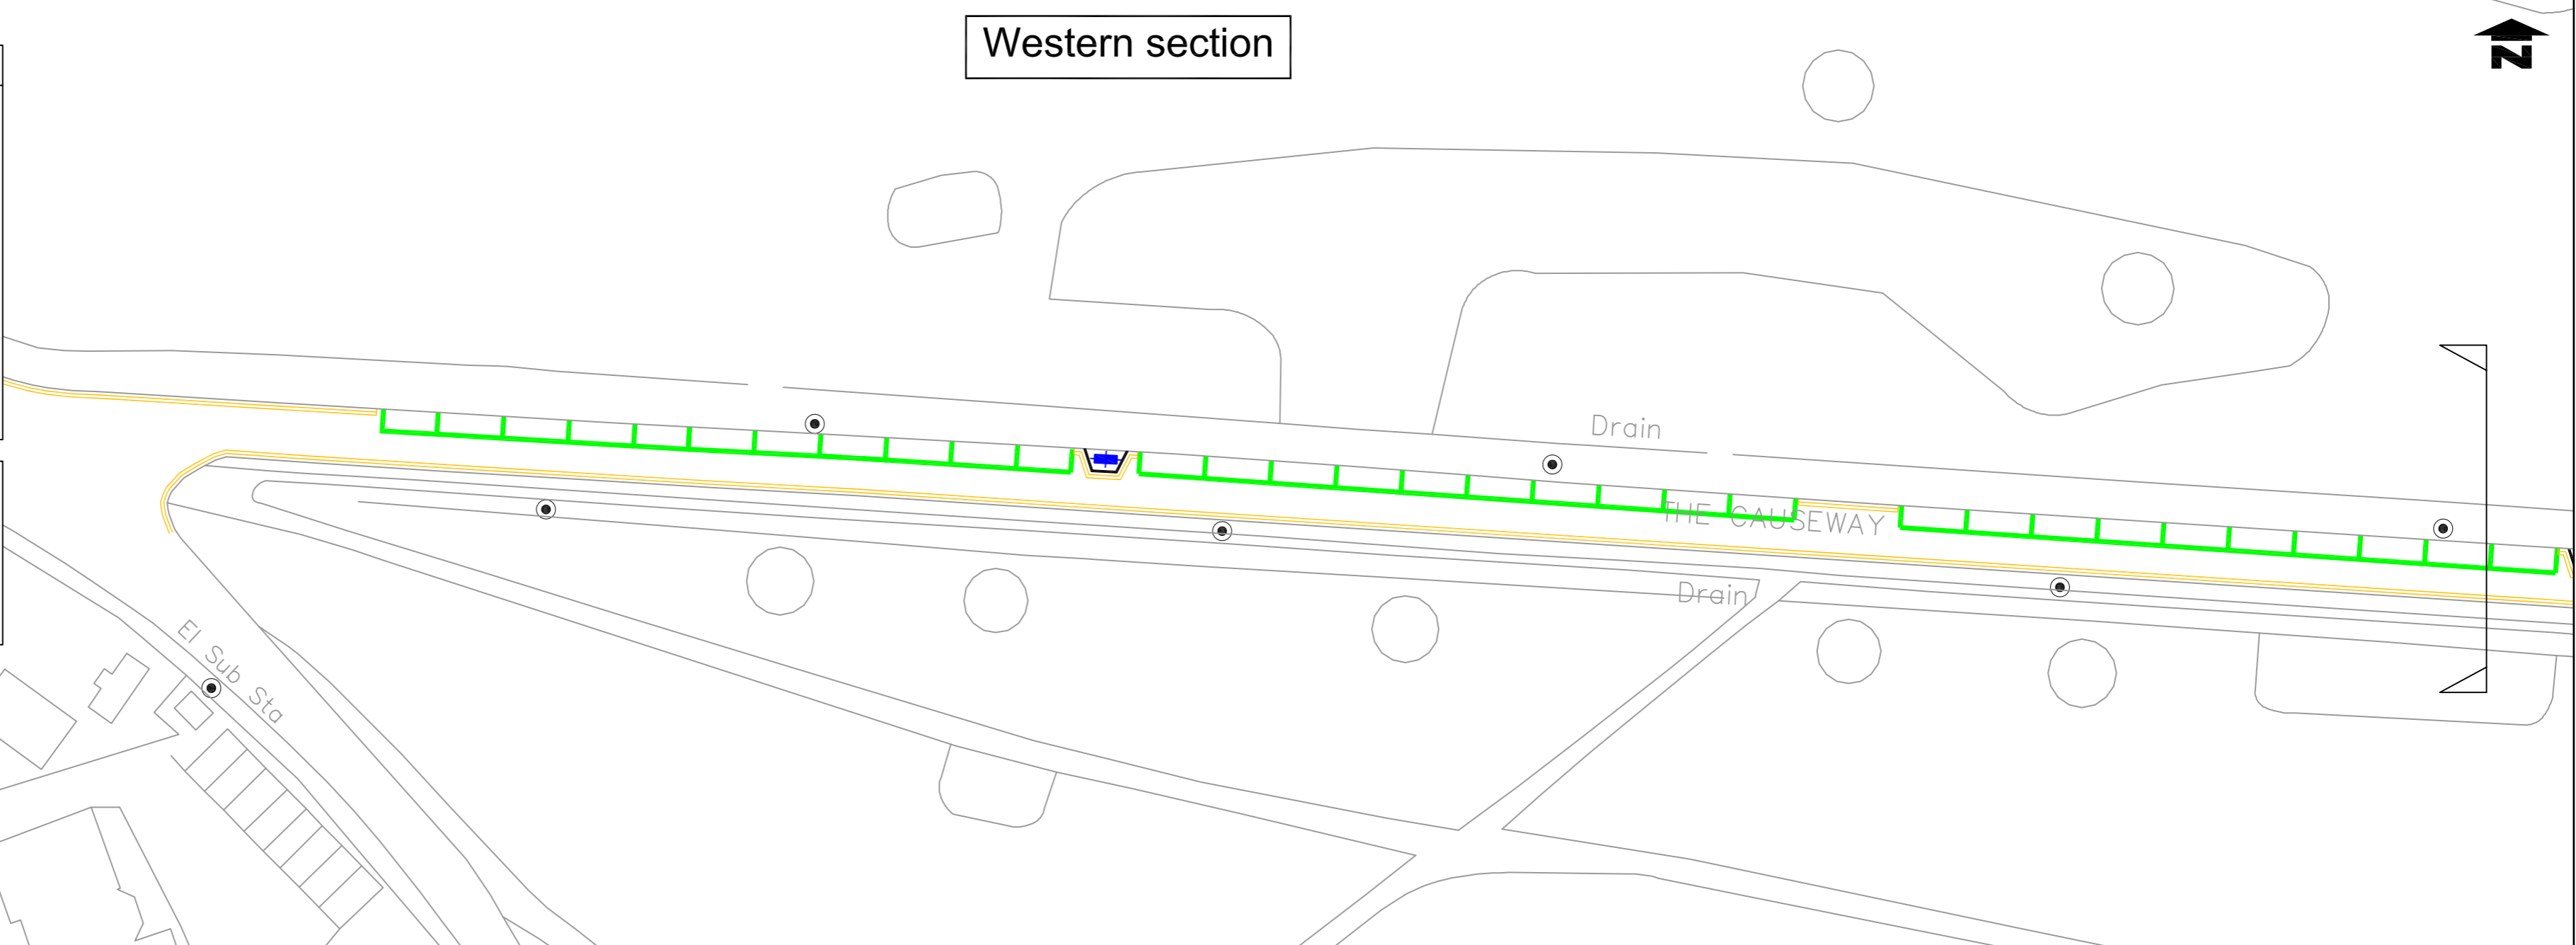 Western section
N
Drain
THE CAUSEWAY
Drain
El Sub Sta